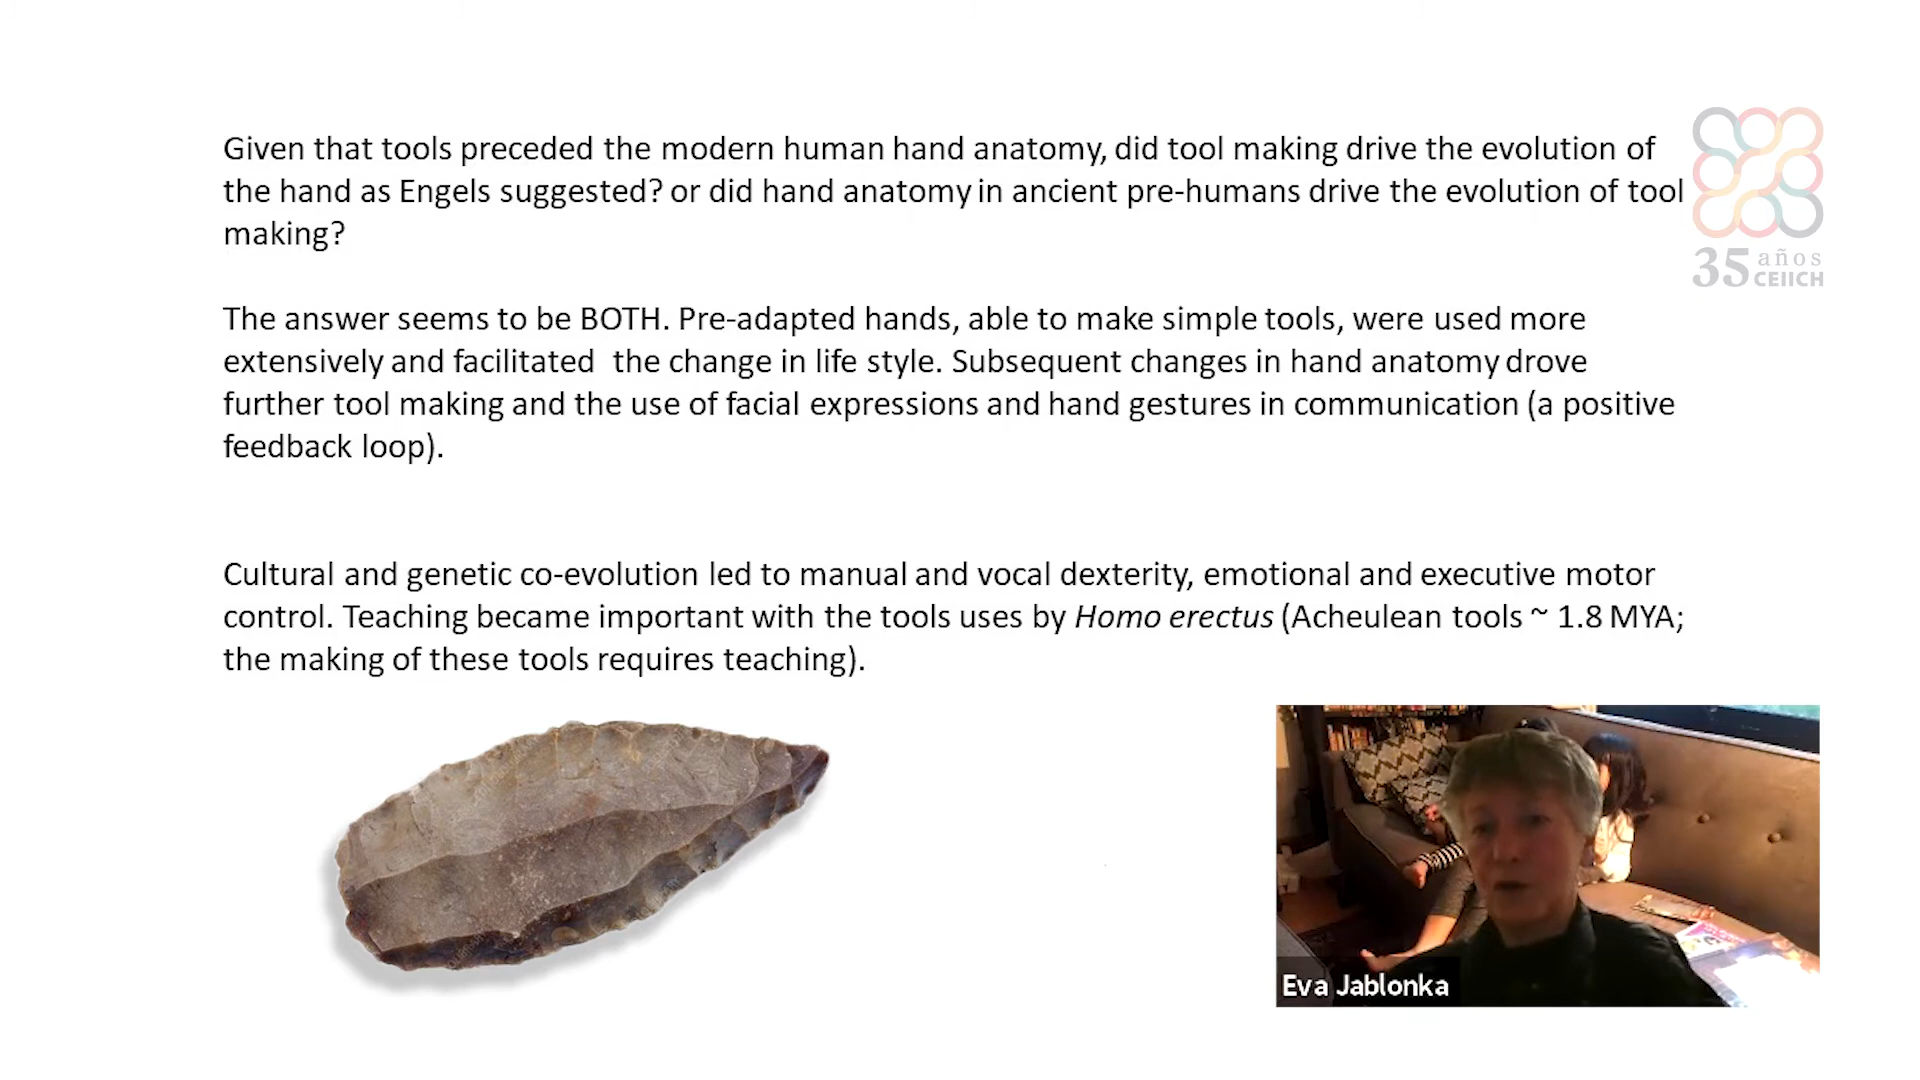 Given that tools preceded the modern human hand anatomy, did tool making drive the evolution of
the hand as Engels suggested? or did hand anatomy in ancient pre-humans drive the evolution of tool
making?
35 años
CEIICH
The answer seems to be BOTH. Pre-adapted hands, able to make simple tools, were used more
extensively and facilitated  the change in life style. Subsequent changes in hand anatomy drove
further tool making and the use of facial expressions and hand gestures in communication (a positive
feedback loop).
Cultural and genetic co-evolution led to manual and vocal dexterity, emotional and executive motor
control. Teaching became important with the tools uses by Homo erectus (Acheulean tools ~ 1.8 MYA;
the making of these tools requires teaching).
Eva Jablonka